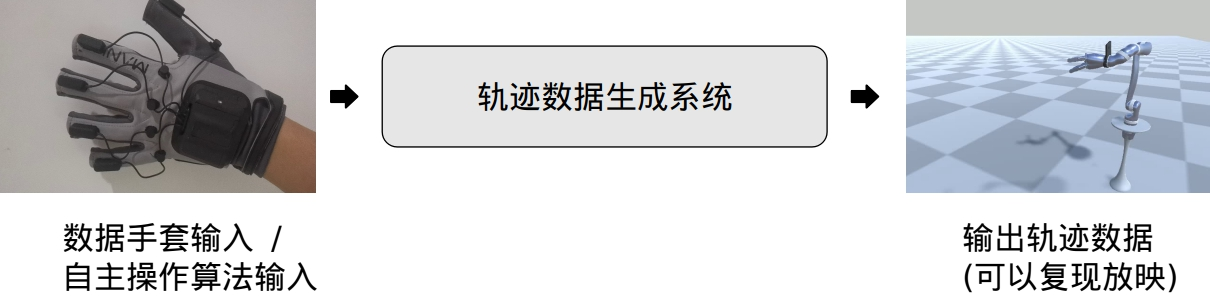 轨迹数据生成系统
数据手套输入 /
自主操作算法输入
输出轨迹数据
(可以复现放映)